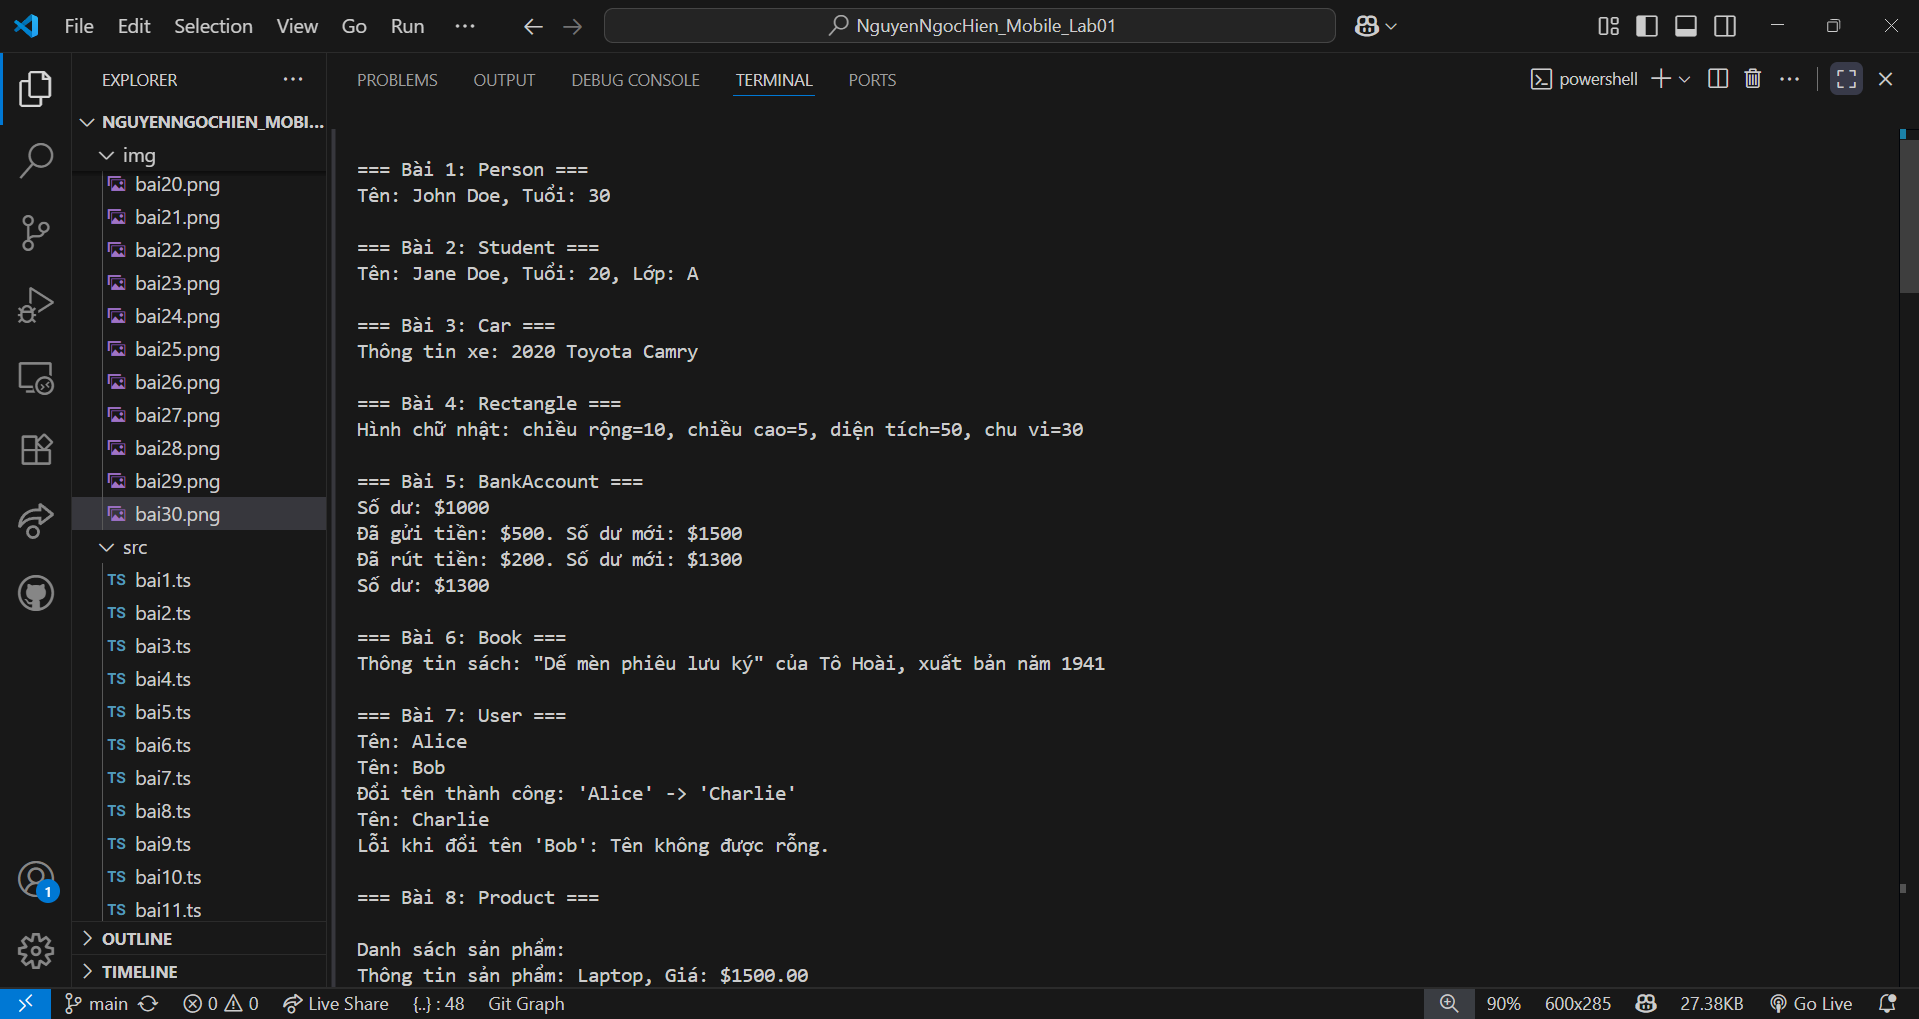 File Edit Selection View Go Run ··· NguyenNgocHien_Mobile_Lab01
EXPLORER ···
NGUYENNGOCHIEN_MOBI...
img
bai20.png
bai21.png
bai22.png
bai23.png
bai24.png
bai25.png
bai26.png
bai27.png
bai28.png
bai29.png
bai30.png
src
TS bai1.ts
TS bai2.ts
TS bai3.ts
TS bai4.ts
TS bai5.ts
TS bai6.ts
TS bai7.ts
TS bai8.ts
TS bai9.ts
TS bai10.ts
TS bai11.ts
OUTLINE
TIMELINE
1
PROBLEMS OUTPUT DEBUG CONSOLE TERMINAL PORTS powershell ···
=== Bài 1: Person ===
Tên: John Doe, Tuổi: 30
=== Bài 2: Student ===
Tên: Jane Doe, Tuổi: 20, Lớp: A
=== Bài 3: Car ===
Thông tin xe: 2020 Toyota Camry
=== Bài 4: Rectangle ===
Hình chữ nhật: chiều rộng=10, chiều cao=5, diện tích=50, chu vi=30
=== Bài 5: BankAccount ===
Số dư: $1000
Đã gửi tiền: $500. Số dư mới: $1500
Đã rút tiền: $200. Số dư mới: $1300
Số dư: $1300
=== Bài 6: Book ===
Thông tin sách: "Dế mèn phiêu lưu ký" của Tô Hoài, xuất bản năm 1941
=== Bài 7: User ===
Tên: Alice
Tên: Bob
Đổi tên thành công: 'Alice' -> 'Charlie'
Tên: Charlie
Lỗi khi đổi tên 'Bob': Tên không được rỗng.
=== Bài 8: Product ===
Danh sách sản phẩm:
Thông tin sản phẩm: Laptop, Giá: $1500.00
main 0 0 Live Share {..} : 48 Git Graph 90% 600x285 27.38KB Go Live